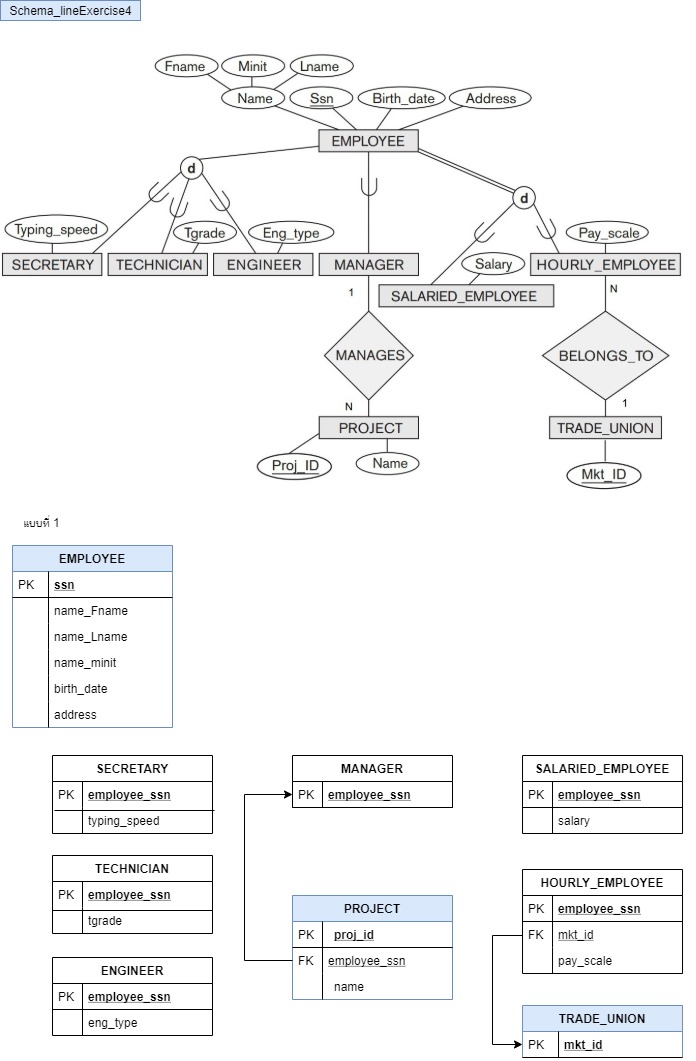 Schema_lineExercise4
Fname Minit Lname
Name Ssn Birth_date Address
EMPLOYEE
d
d
Typing_speed Tgrade Eng_type Pay_scale
SECRETARY TECHNICIAN ENGINEER MANAGER Salary HOURLY_EMPLOYEE
1 SALARIED_EMPLOYEE N
MANAGES BELONGS_TO
N 1
PROJECT TRADE_UNION
Proj_ID Name Mkt_ID
แบบที่ 1
EMPLOYEE
PK ssn
name_Fname
name_Lname
name_minit
birth_date
address
SECRETARY
PK employee_ssn
typing_speed
MANAGER
PK employee_ssn
SALARIED_EMPLOYEE
PK employee_ssn
salary
TECHNICIAN
PK employee_ssn
tgrade
PROJECT
PK proj_id
FK employee_ssn
name
HOURLY_EMPLOYEE
PK employee_ssn
FK mkt_id
pay_scale
ENGINEER
PK employee_ssn
eng_type
TRADE_UNION
PK mkt_id